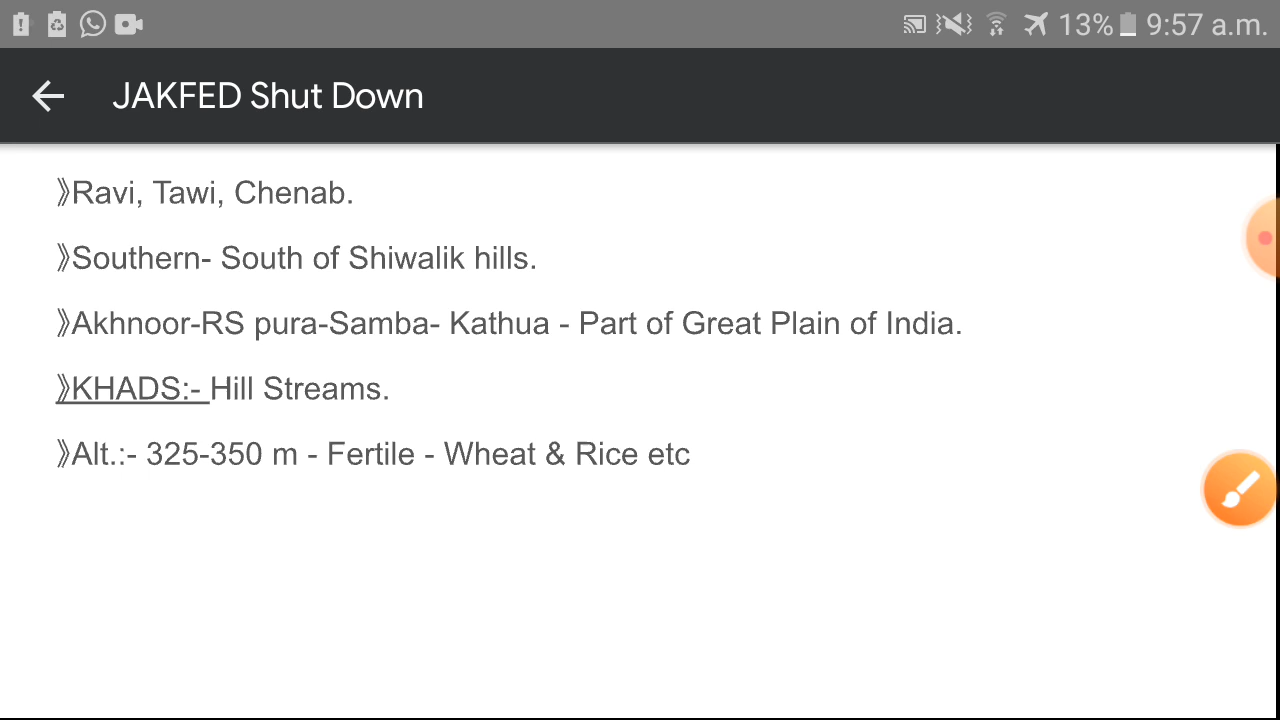 13% 9:57 a.m.
JAKFED Shut Down
》Ravi, Tawi, Chenab.
》Southern- South of Shiwalik hills.
》Akhnoor-RS pura-Samba- Kathua - Part of Great Plain of India.
》KHADS:- Hill Streams.
》Alt.:- 325-350 m - Fertile - Wheat & Rice etc